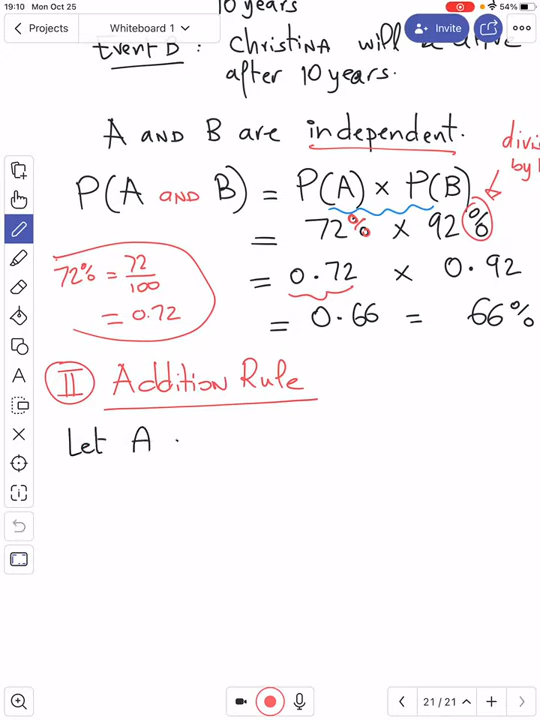 19:10 Mon Oct 25
54%
10 years
Projects
Whiteboard 1
Invite
Event B : Christina will be alive
after 10 years.
A AND B are independent.
P(A AND B) = P(A) × P(B)
= 72% × 92%
= 0.72 × 0.92
= 0.66 = 66%
72% = 72/100
= 0.72
II Addition Rule
Let A
21/21